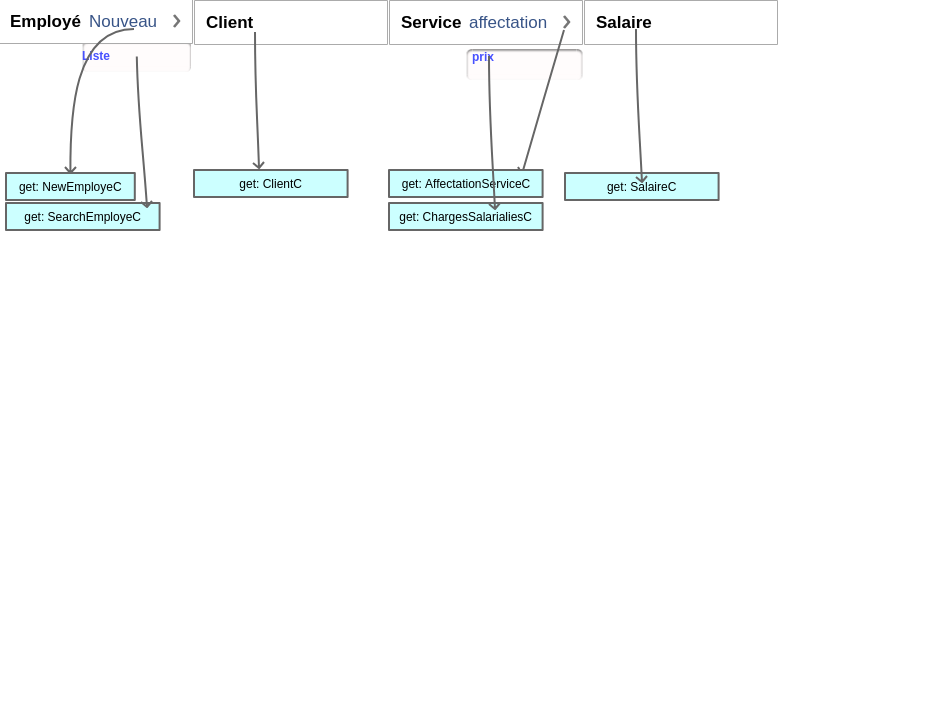 Employé Nouveau
Client
Service affectation
Salaire
Liste
prix
get: NewEmployeC
get: ClientC
get: AffectationServiceC
get: SalaireC
get: SearchEmployeC
get: ChargesSalarialiesC